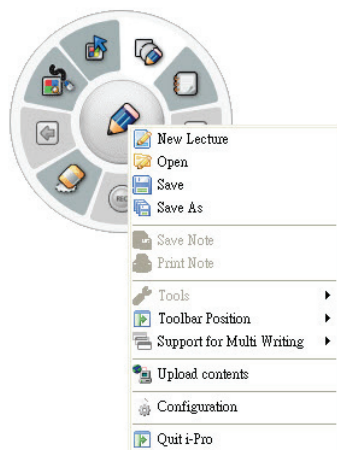 New Lecture
Open
Save
Save As
Save Note
Print Note
Tools
Toolbar Position
Support for Multi Writing
Upload contents
Configuration
Quit i-Pro
REC